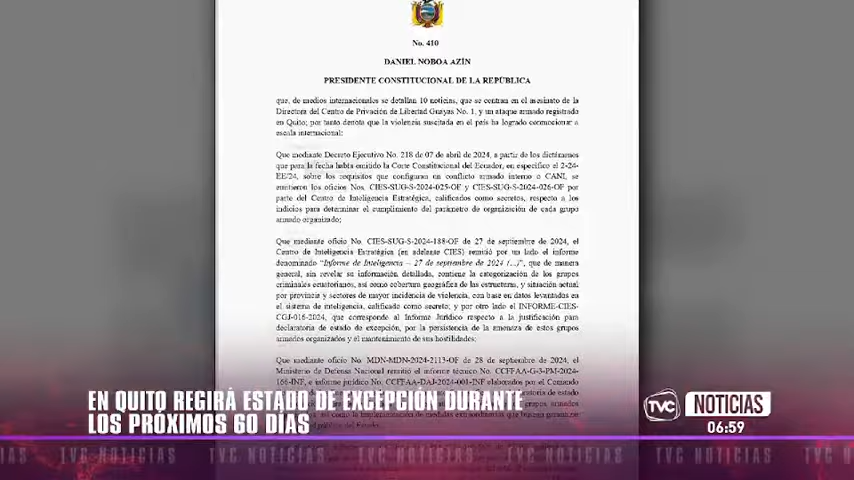 No. 410
DANIEL NOBOA AZÍN
PRESIDENTE CONSTITUCIONAL DE LA REPÚBLICA
que, de medios internacionales se detallan 10 noticias, que se centran en el asesinato de la
Directora del Centro de Privación de Libertad Guayas No. 1, y un ataque armado registrado
en Quito; por tanto denota que la violencia suscitada en el país ha logrado conmocionar a
escala internacional;
Que mediante Decreto Ejecutivo No. 218 de 07 de abril de 2024, a partir de los dictámenes
que para la fecha había emitido la Corte Constitucional del Ecuador, en específico el 2-24-
EE/24, sobre los requisitos que configuran un conflicto armado interno o CANI, se
emitieron los oficios Nos. CIES-SUG-S-2024-025-OF y CIES-SUG-S-2024-026-OF por
parte del Centro de Inteligencia Estratégica, calificados como secretos, respecto a los
indicios para determinar el cumplimiento del parámetro de organización de cada grupo
armado organizado;
Que mediante oficio No. CIES-SUG-S-2024-188-OF de 27 de septiembre de 2024, el
Centro de Inteligencia Estratégica (en adelante CIES) remitió por un lado el informe
denominado "Informe de Inteligencia – 27 de septiembre de 2024 (...)", que de manera
general, sin revelar se información detallada, contiene la categorización de los grupos
criminales ecuatorianos, así como cobertura geográfica de las estructuras, y situación actual
por provincia y sectores de mayor incidencia de violencia, con base en datos levantados en
el sistema de inteligencia, calificado como secreto; y por otro lado el INFORME-CIES-
CGJ-016-2024, que corresponde al Informe Jurídico respecto a la justificación para
declaratoria de estado de excepción, por la persistencia de la amenaza de estos grupos
armados organizados y el mantenimiento de sus hostilidades;
Que mediante oficio No. MDN-MDN-2024-2113-OF de 28 de septiembre de 2024, el
Ministerio de Defensa Nacional remitió el informe técnico No. CCFFAA-G-3-PM-2024-
166-INF, e informe jurídico No. CCFFAA-DAJ-2024-001-INF elaborados por el Comando
EN QUITO REGIRÁ ESTADO DE EXCEPCIÓN DURANTE
LOS PRÓXIMOS 60 DÍAS
TVC NOTICIAS
06:59
TVC NOTICIAS TVC NOTICIAS TVC NOTICIAS TVC NOTICIAS